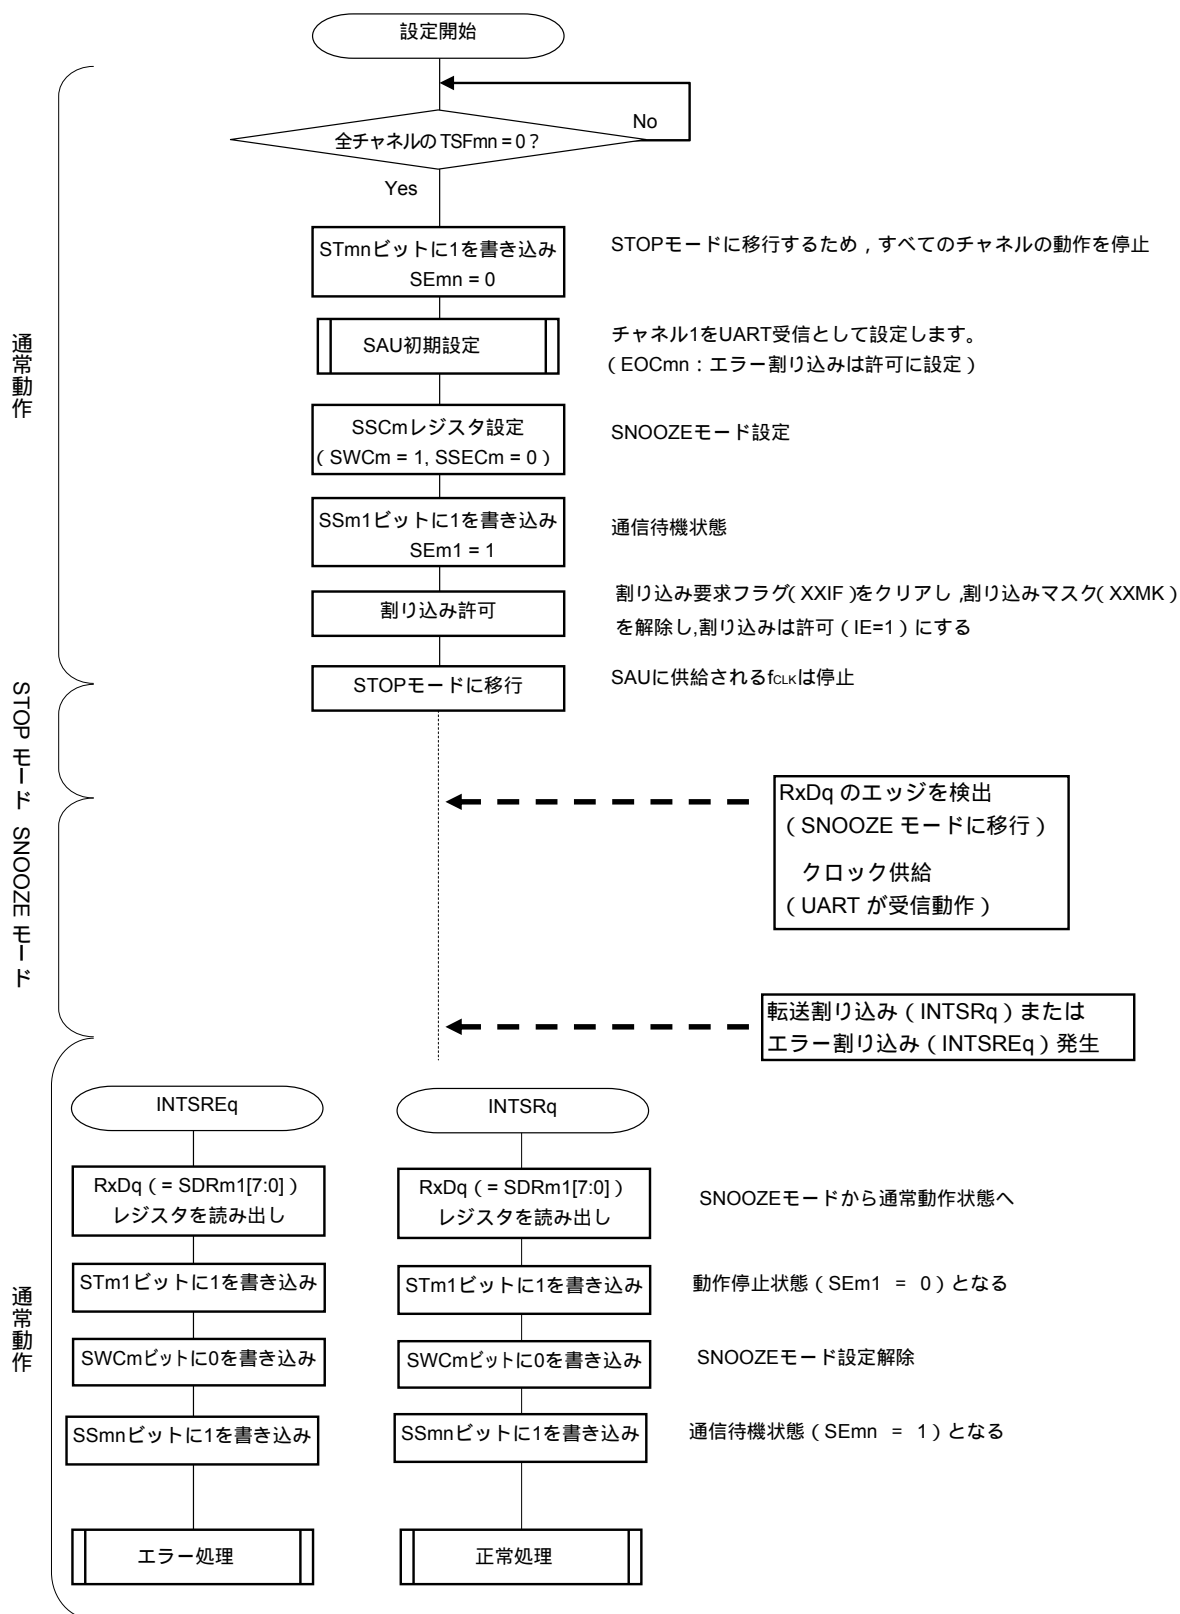 設定開始
No
全チャネルの TSFmn = 0 ?
Yes
STmnビットに1を書き込み
SEmn = 0
STOPモードに移行するため，すべてのチャネルの動作を停止
SAU初期設定
チャネル1をUART受信として設定します。
（EOCmn：エラー割り込みは許可に設定）
通常動作
SSCmレジスタ設定
（SWCm = 1, SSECm = 0）
SNOOZEモード設定
SSm1ビットに1を書き込み
SEm1 = 1
通信待機状態
割り込み許可
割り込み要求フラグ（XXIF）をクリアし，割り込みマスク（XXMK）
を解除し,割り込みは許可（IE=1）にする
STOPモードに移行
SAUに供給されるfCLKは停止
STOP モード
RxDq のエッジを検出
（SNOOZE モードに移行）
クロック供給
（UART が受信動作）
SNOOZE モード
転送割り込み（INTSRq）または
エラー割り込み（INTSREq）発生
INTSREq
INTSRq
RxDq（= SDRm1[7:0]）
レジスタを読み出し
RxDq（= SDRm1[7:0]）
レジスタを読み出し
SNOOZEモードから通常動作状態へ
STm1ビットに1を書き込み
STm1ビットに1を書き込み
動作停止状態（SEm1 = 0）となる
通常動作
SWCmビットに0を書き込み
SWCmビットに0を書き込み
SNOOZEモード設定解除
SSmnビットに1を書き込み
SSmnビットに1を書き込み
通信待機状態（SEmn = 1）となる
エラー処理
正常処理